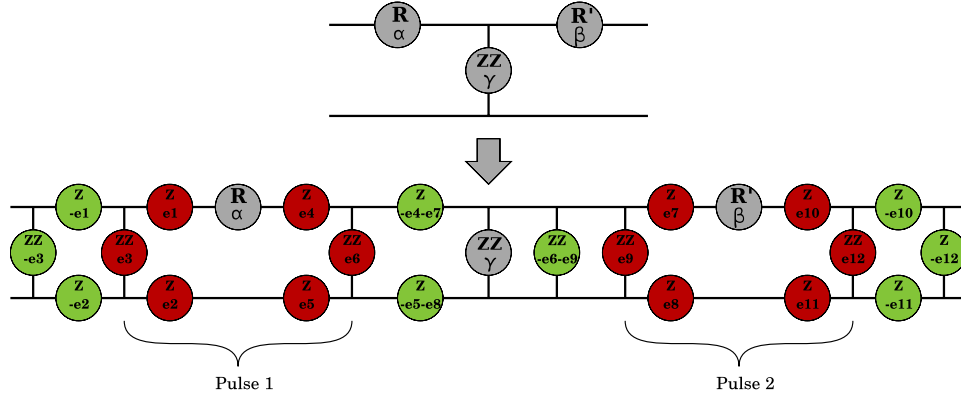 R
α
R'
β
ZZ
γ
Z
-e1
Z
e1
R
α
Z
e4
Z
-e4-e7
Z
e7
R'
β
Z
e10
Z
-e10
ZZ
-e3
ZZ
e3
ZZ
e6
ZZ
γ
ZZ
-e6-e9
ZZ
e9
ZZ
e12
Z
-e12
Z
-e2
Z
e2
Z
e5
Z
-e5-e8
Z
e8
Z
e11
Z
-e11
Pulse 1
Pulse 2